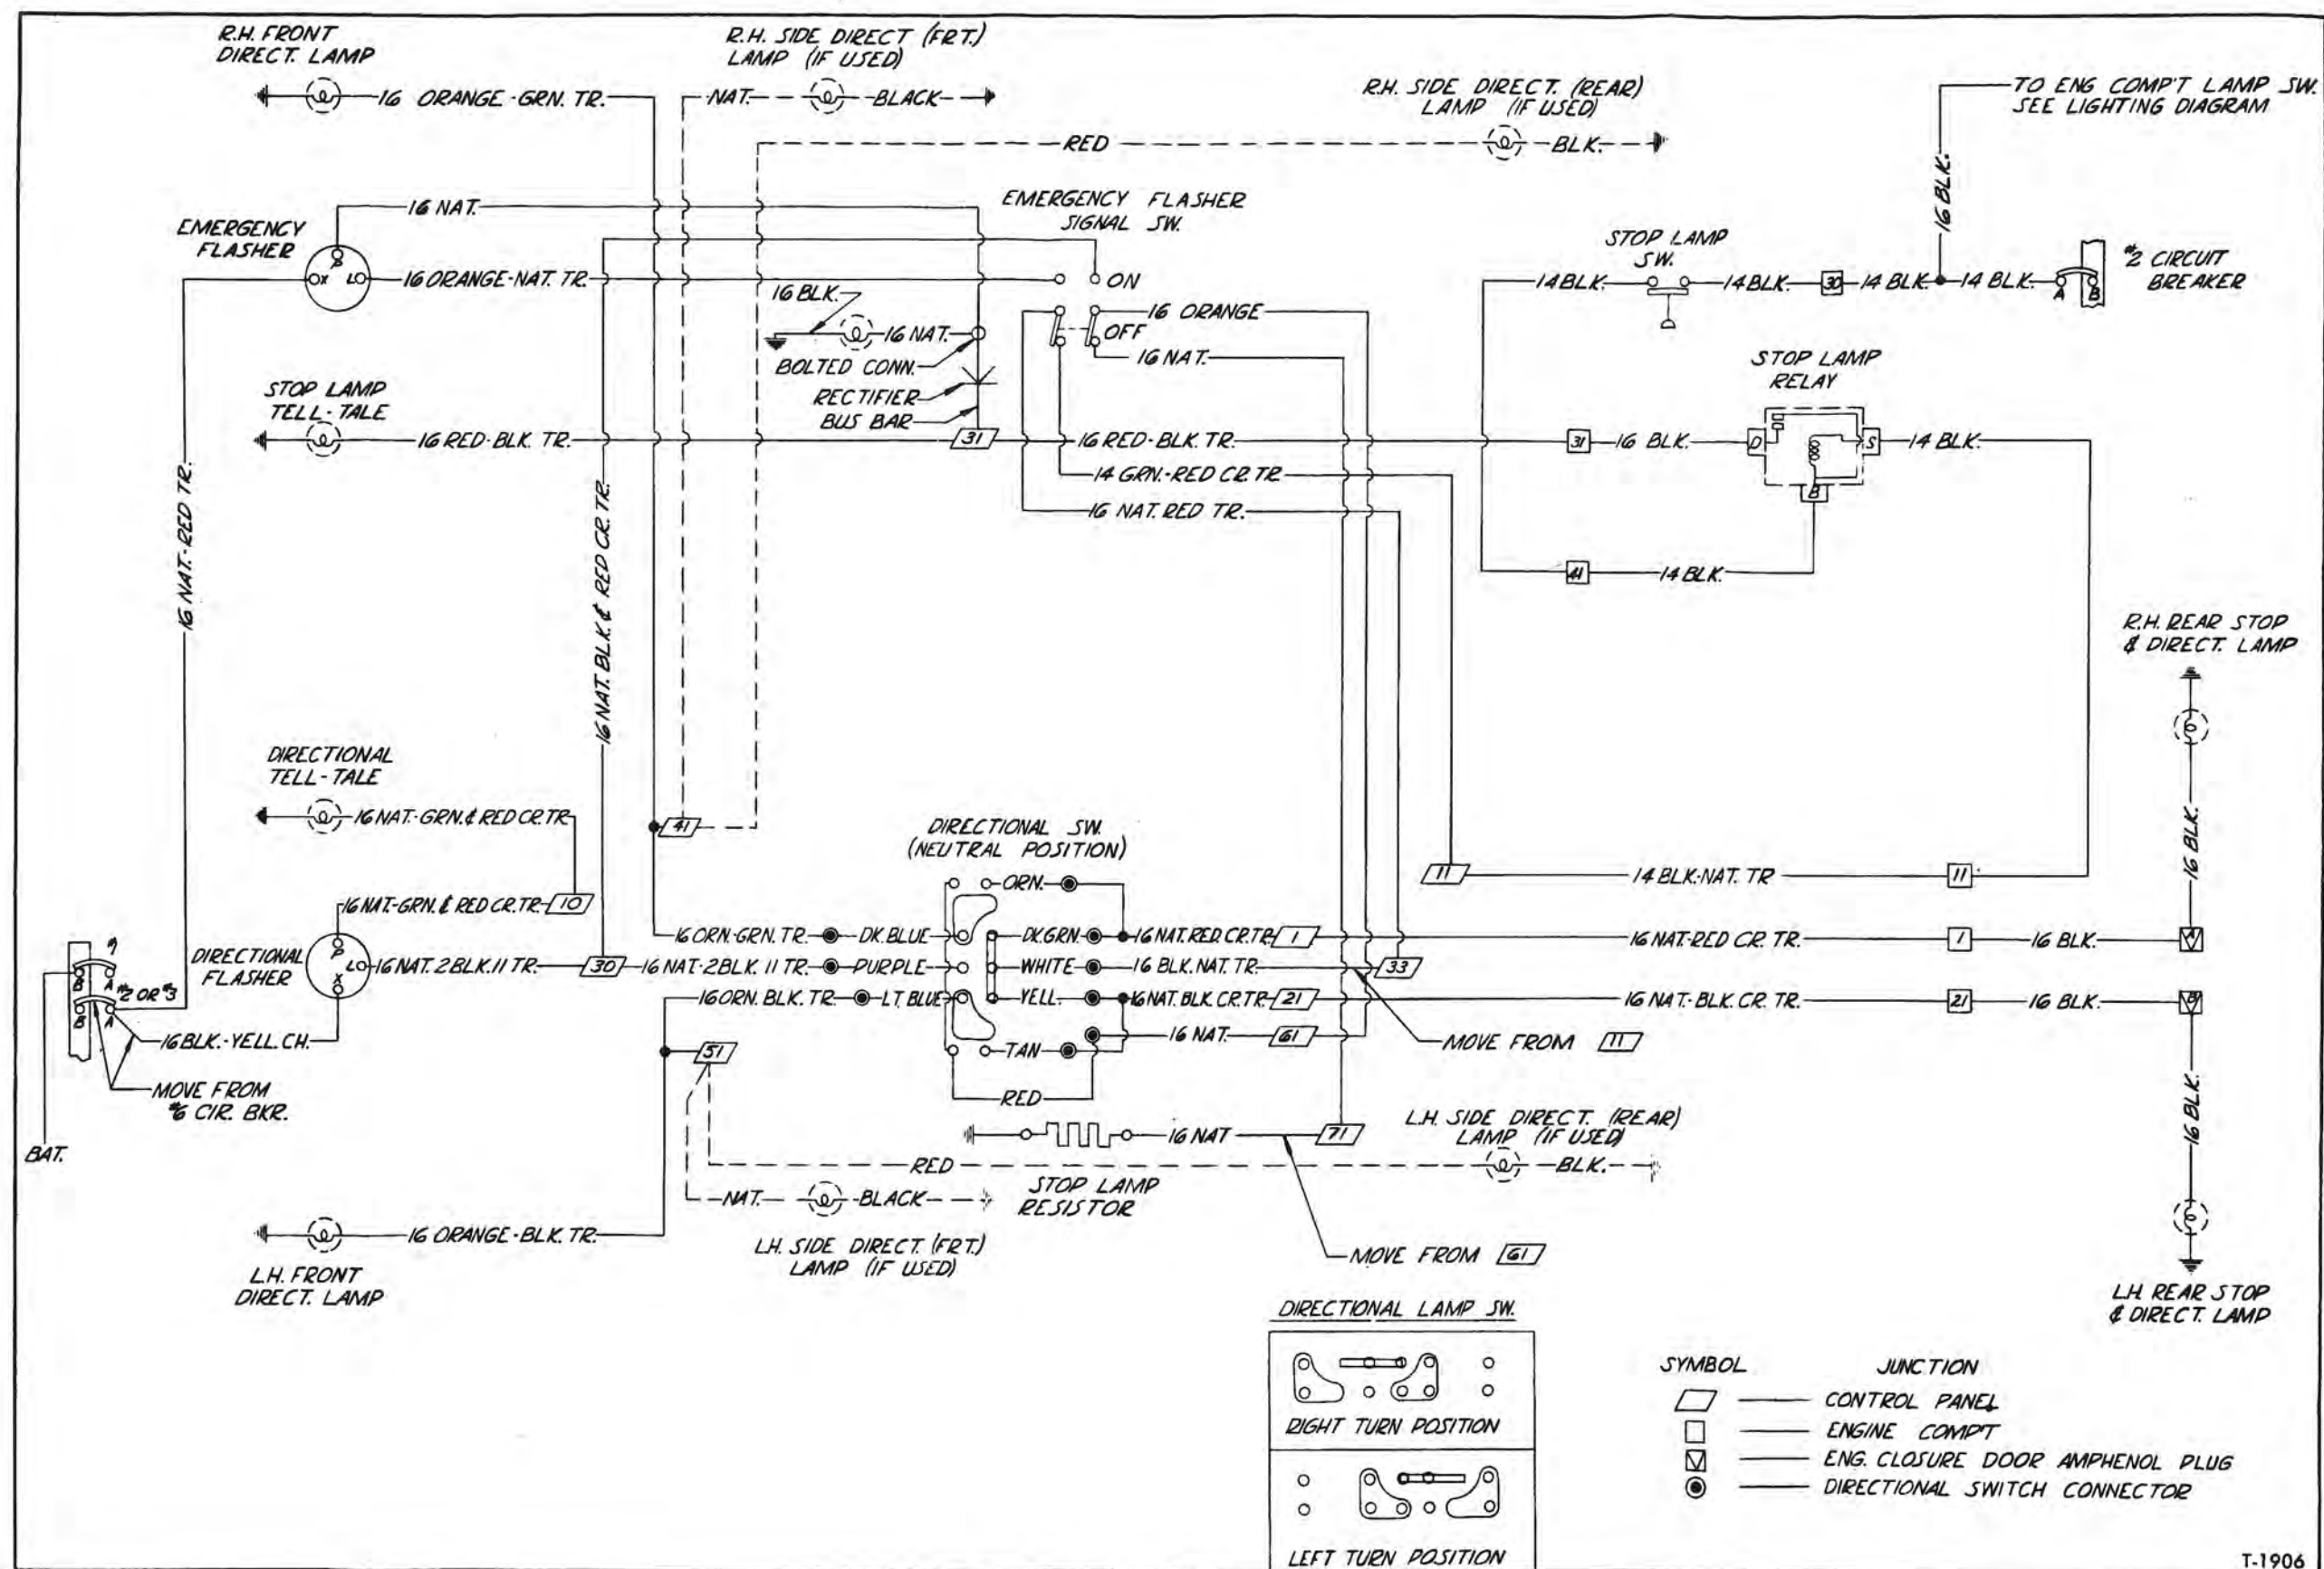 R.H. FRONT
DIRECT. LAMP
16 ORANGE-GRN. TR.
R.H. SIDE DIRECT (FRT.)
LAMP (IF USED)
NAT.
BLACK
R.H. SIDE DIRECT. (REAR)
LAMP (IF USED)
RED
BLK.
TO ENG COMP'T LAMP SW.
SEE LIGHTING DIAGRAM
16 BLK.
16 NAT.
EMERGENCY
FLASHER
P
X
L
16 ORANGE-NAT. TR.
EMERGENCY FLASHER
SIGNAL SW.
ON
OFF
16 ORANGE
16 NAT.
16 BLK.
16 NAT.
BOLTED CONN.
RECTIFIER
BUS BAR
STOP LAMP
SW.
14 BLK.
14 BLK.
30
14 BLK.
14 BLK.
A
B
#2 CIRCUIT
BREAKER
STOP LAMP
RELAY
STOP LAMP
TELL-TALE
16 RED-BLK. TR.
31
16 RED-BLK. TR.
31
16 BLK.
D
S
B
14 BLK.
14 GRN.-RED CR. TR
16 NAT. RED TR.
41
14 BLK.
16 NAT.-RED TR.
16 NAT. BLK. & RED CR. TR.
R.H. REAR STOP
& DIRECT. LAMP
16 BLK.
DIRECTIONAL
TELL-TALE
16 NAT.-GRN. & RED CR. TR
41
DIRECTIONAL SW.
(NEUTRAL POSITION)
11
14 BLK-NAT. TR
11
16 NAT.-GRN. & RED CR. TR.
10
ORN.
16 ORN.-GRN. TR.
DK. BLUE
DK. GRN.
16 NAT. RED. CR. TR
1
16 NAT-RED CR. TR.
1
16 BLK.
A
DIRECTIONAL
FLASHER
P
L
X
16 NAT. 2 BLK. 11 TR.
30
16 NAT-2 BLK. 11 TR.
PURPLE
WHITE
16 BLK. NAT. TR.
33
16 ORN. BLK. TR.
LT. BLUE
YELL.
16 NAT. BLK. CR. TR
21
16 NAT.-BLK. CR. TR.
21
16 BLK.
B
B
A
B
A
#2 OR #3
16 BLK.-YELL. CH.
MOVE FROM
#6 CIR. BKR.
BAT.
51
TAN
16 NAT.
61
RED
MOVE FROM 11
16 NAT
71
L.H. SIDE DIRECT. (REAR)
LAMP (IF USED)
RED
BLK.
NAT.
BLACK
STOP LAMP
RESISTOR
16 BLK.
16 ORANGE-BLK. TR.
L.H. SIDE DIRECT. (FRT.)
LAMP (IF USED)
MOVE FROM 61
L.H. FRONT
DIRECT. LAMP
L.H. REAR STOP
& DIRECT. LAMP
DIRECTIONAL LAMP SW.
RIGHT TURN POSITION
LEFT TURN POSITION
SYMBOL JUNCTION
CONTROL PANEL
ENGINE COMP'T
ENG. CLOSURE DOOR AMPHENOL PLUG
DIRECTIONAL SWITCH CONNECTOR
T-1906